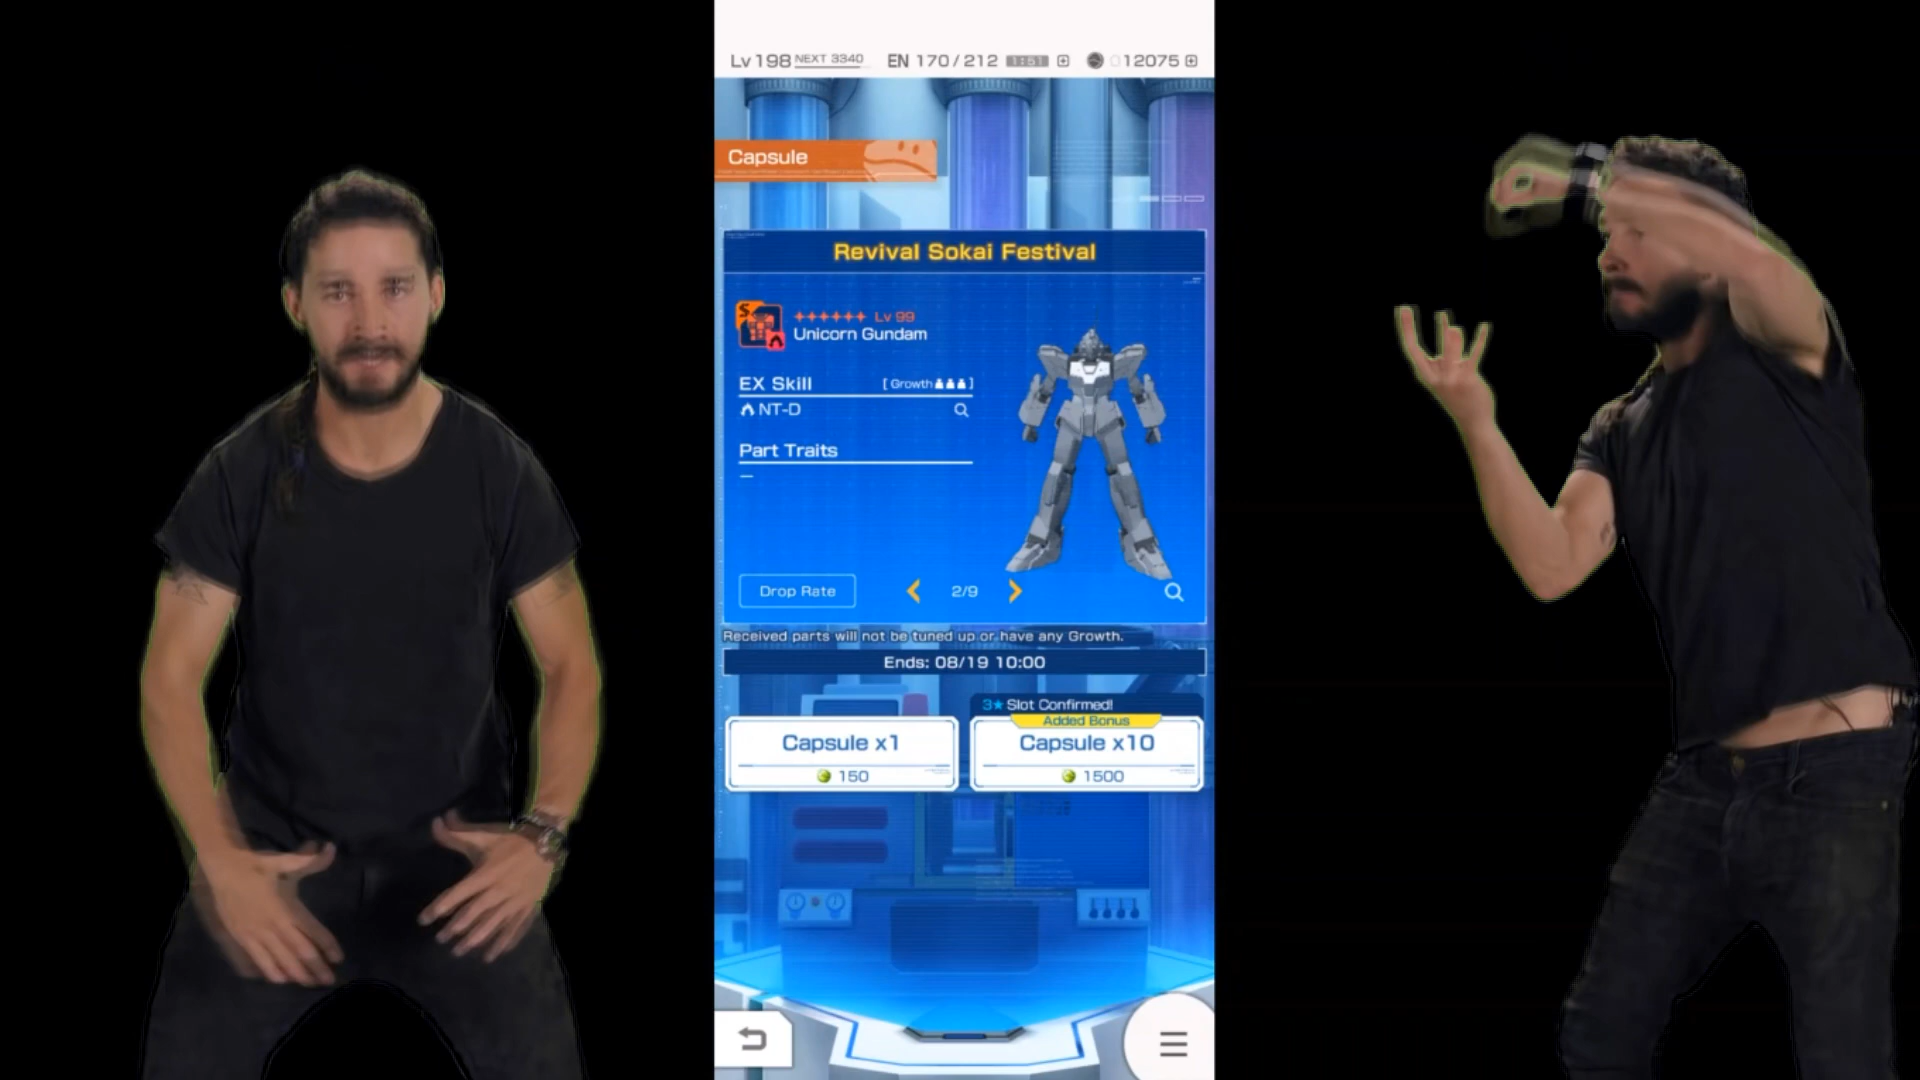 Lv 198 NEXT 3340 EN 170 / 212 1:51 12075
Capsule
Revival Sokai Festival
S
Lv 99
Unicorn Gundam
EX Skill [ Growth ]
NT-D
Part Traits
—
Drop Rate 2/9
Received parts will not be tuned up or have any Growth.
Ends: 08/19 10:00
3★ Slot Confirmed!
Added Bonus
Capsule x1 Capsule x10
150 1500